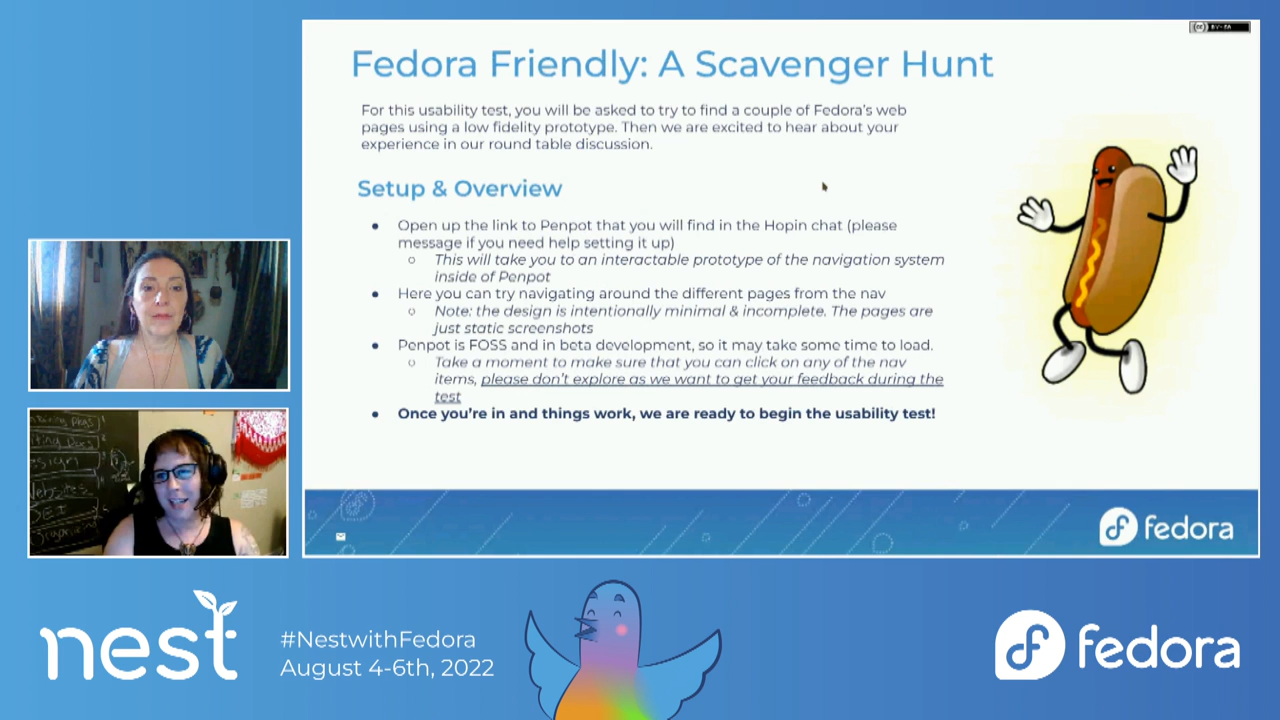 BY-SA
Fedora Friendly: A Scavenger Hunt
For this usability test, you will be asked to try to find a couple of Fedora's web
pages using a low fidelity prototype. Then we are excited to hear about your
experience in our round table discussion.
Setup & Overview
Open up the link to Penpot that you will find in the Hopin chat (please
message if you need help setting it up)
This will take you to an interactable prototype of the navigation system
inside of Penpot
Here you can try navigating around the different pages from the nav
Note: the design is intentionally minimal & incomplete. The pages are
just static screenshots
Penpot is FOSS and in beta development, so it may take some time to load.
Take a moment to make sure that you can click on any of the nav
items, please don't explore as we want to get your feedback during the
test
Once you're in and things work, we are ready to begin the usability test!
fedora
Websites
nest
#NestwithFedora
August 4-6th, 2022
fedora